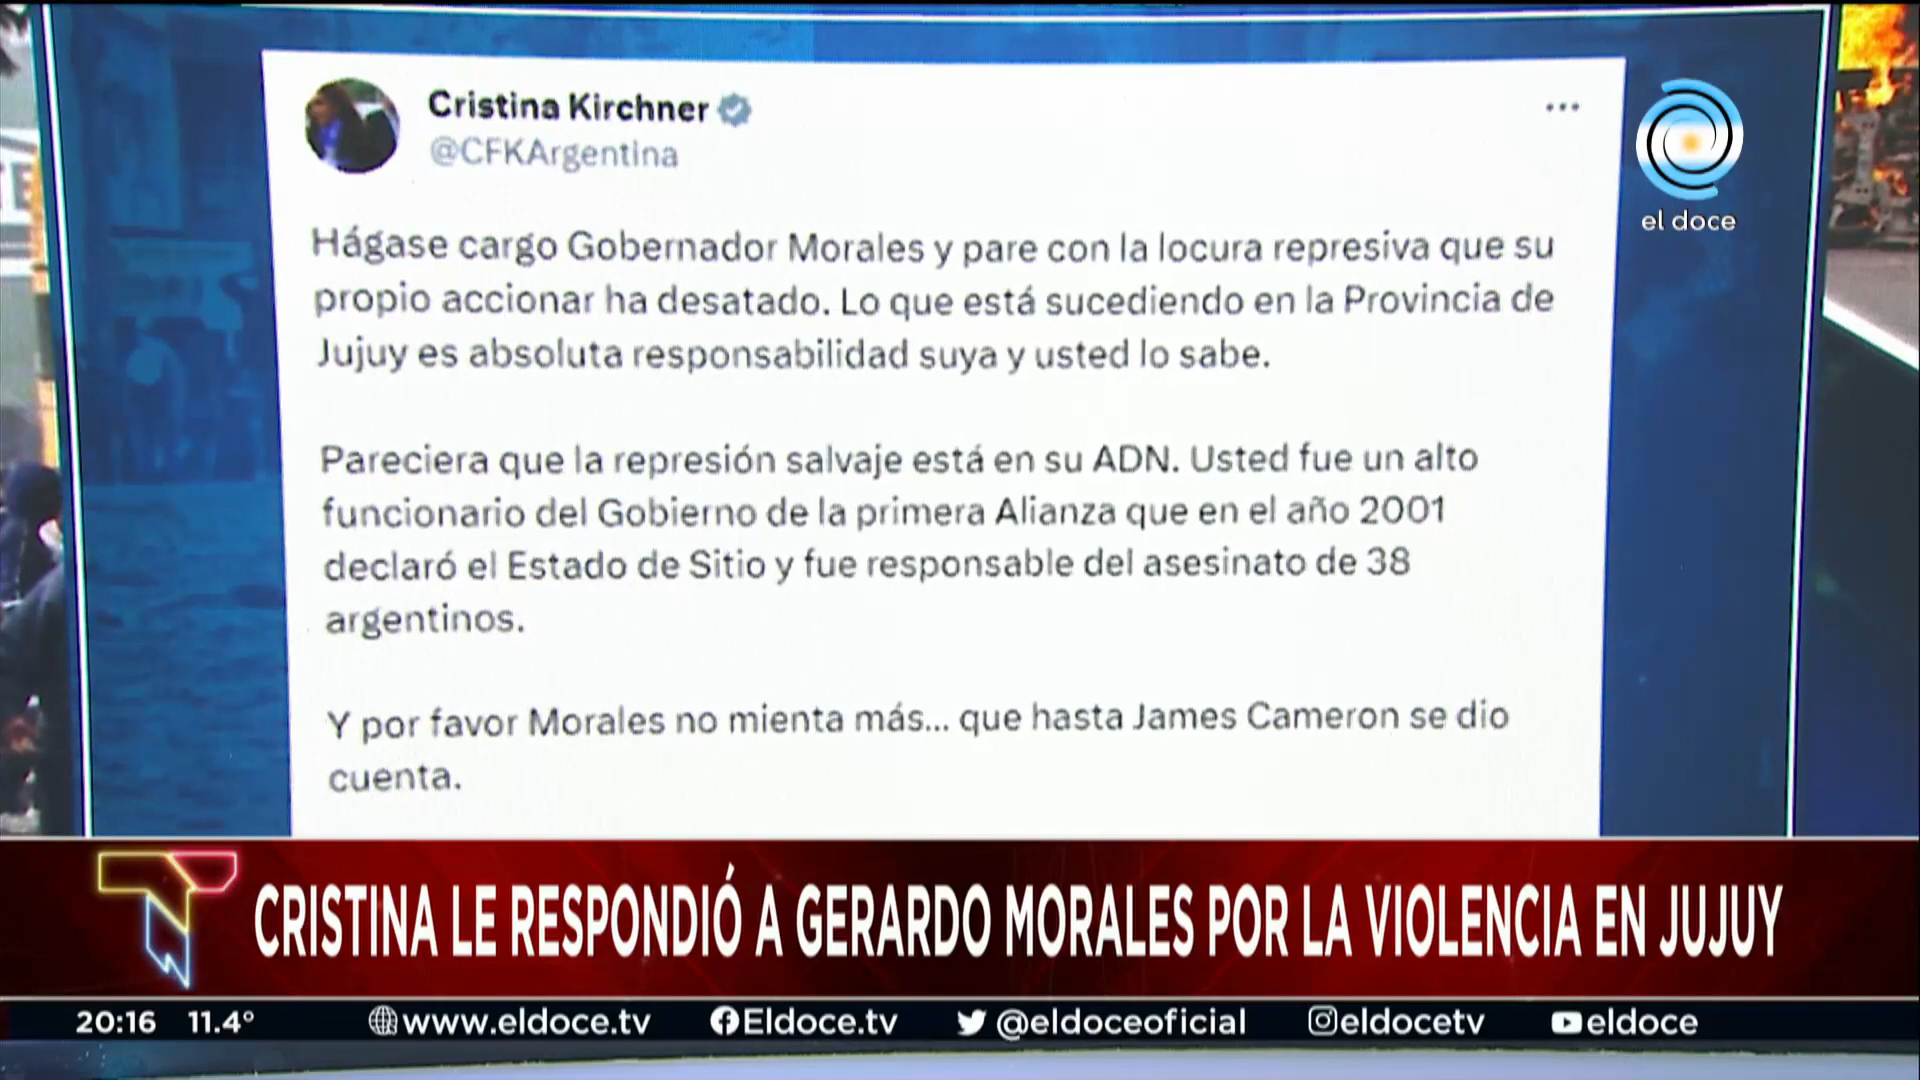 Cristina Kirchner
@CFKArgentina
el doce
Hágase cargo Gobernador Morales y pare con la locura represiva que su
propio accionar ha desatado. Lo que está sucediendo en la Provincia de
Jujuy es absoluta responsabilidad suya y usted lo sabe.
Pareciera que la represión salvaje está en su ADN. Usted fue un alto
funcionario del Gobierno de la primera Alianza que en el año 2001
declaró el Estado de Sitio y fue responsable del asesinato de 38
argentinos.
Y por favor Morales no mienta más... que hasta James Cameron se dio
cuenta.
CRISTINA LE RESPONDIÓ A GERARDO MORALES POR LA VIOLENCIA EN JUJUY
20:16 11.4° www.eldoce.tv Eldoce.tv @eldoceoficial eldocetv eldoce